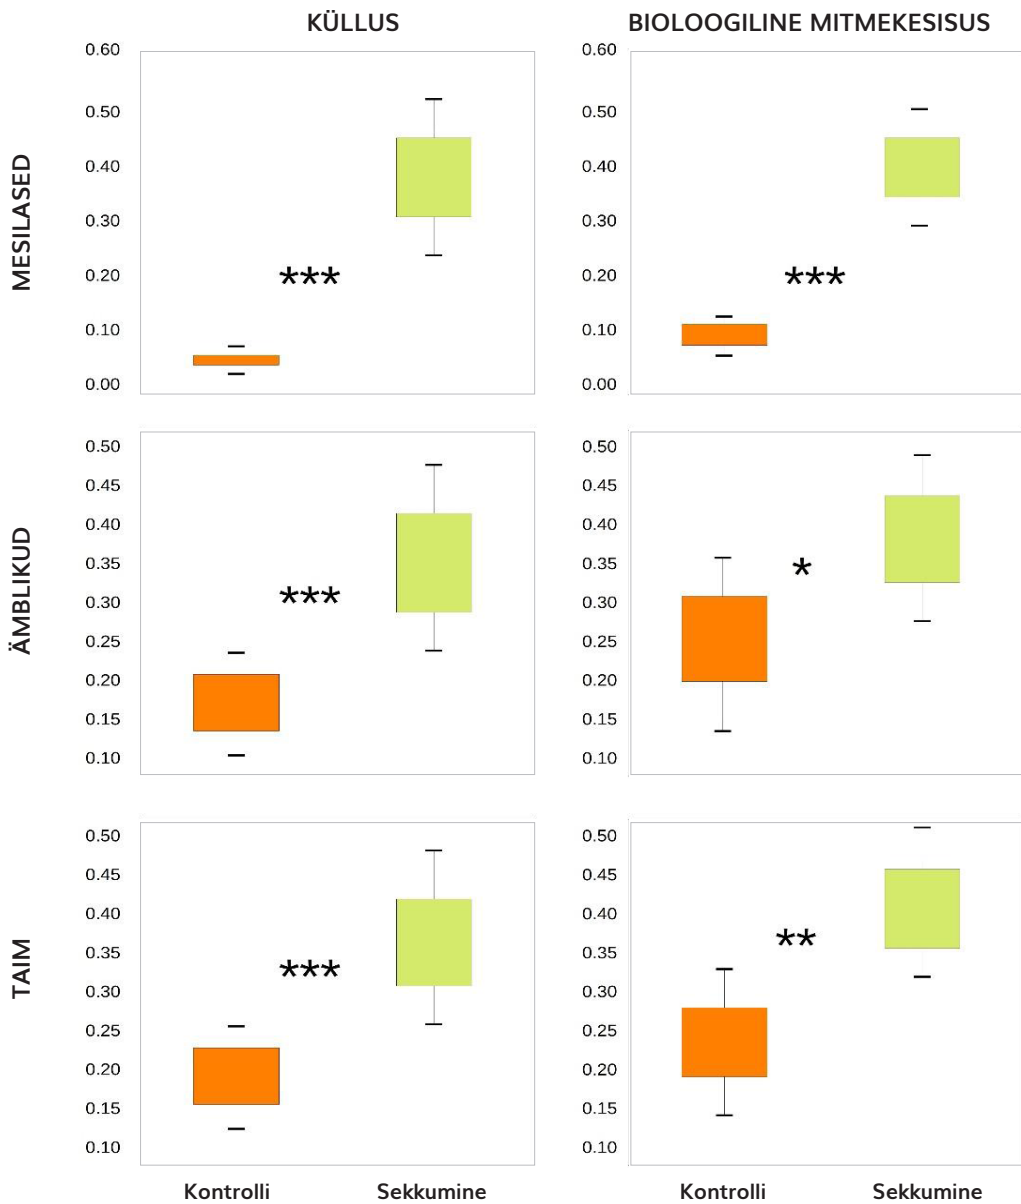 KÜLLUS BIOLOOGILINE MITMEKESISUS
MESILASED
0.60 0.60
0.50 0.50
0.40 0.40
0.30 0.30
0.20 *** 0.20 ***
0.10 0.10
0.00 0.00
ÄMBLIKUD
0.50 0.50
0.45 0.45
0.40 0.40
0.35 0.35 *
0.30 *** 0.30
0.25 0.25
0.20 0.20
0.15 0.15
0.10 0.10
TAIM
0.50 0.50
0.45 0.45
0.40 0.40
0.35 *** 0.35 **
0.30 0.30
0.25 0.25
0.20 0.20
0.15 0.15
0.10 0.10
Kontrolli Sekkumine Kontrolli Sekkumine